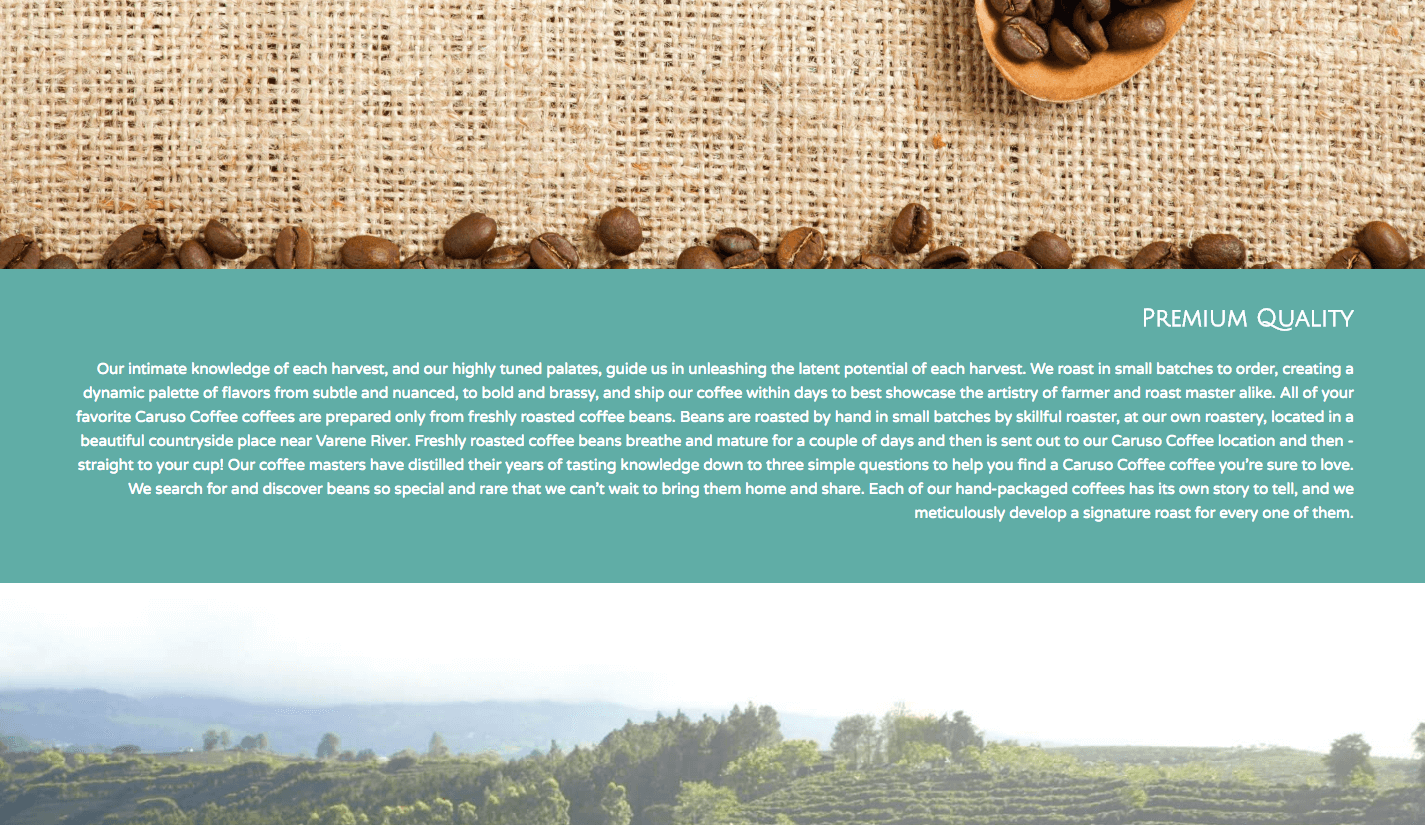 Premium Quality
Our intimate knowledge of each harvest, and our highly tuned palates, guide us in unleashing the latent potential of each harvest. We roast in small batches to order, creating a
dynamic palette of flavors from subtle and nuanced, to bold and brassy, and ship our coffee within days to best showcase the artistry of farmer and roast master alike. All of your
favorite Caruso Coffee coffees are prepared only from freshly roasted coffee beans. Beans are roasted by hand in small batches by skillful roaster, at our own roastery, located in a
beautiful countryside place near Varene River. Freshly roasted coffee beans breathe and mature for a couple of days and then is sent out to our Caruso Coffee location and then -
straight to your cup! Our coffee masters have distilled their years of tasting knowledge down to three simple questions to help you find a Caruso Coffee coffee you’re sure to love.
We search for and discover beans so special and rare that we can’t wait to bring them home and share. Each of our hand-packaged coffees has its own story to tell, and we
meticulously develop a signature roast for every one of them.